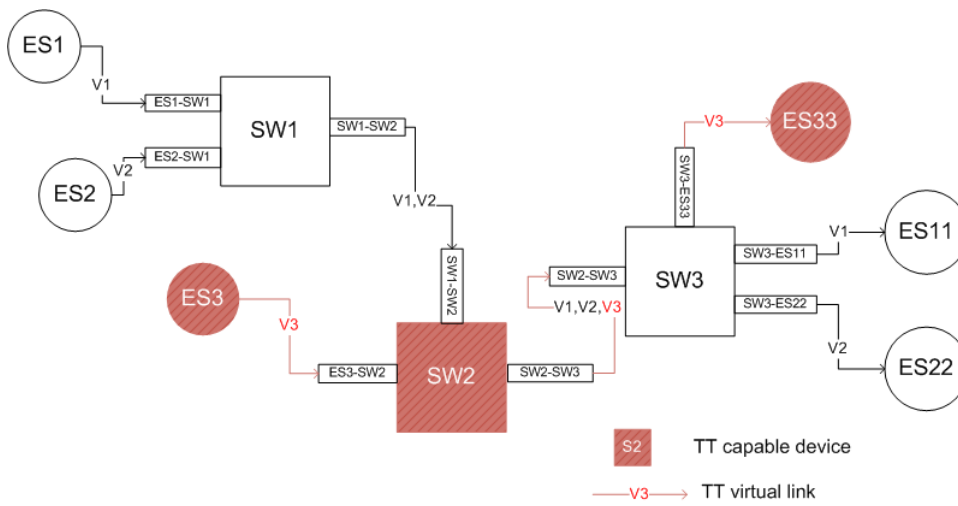 ES1
V1
ES1-SW1
SW1
SW1-SW2
ES2
V2
ES2-SW1
V1,V2
SW1-SW2
ES3
V3
ES3-SW2
SW2
SW2-SW3
V1,V2,V3
SW2-SW3
SW3
SW3-ES33
V3
ES33
SW3-ES11
V1
ES11
SW3-ES22
V2
ES22
S2
TT capable device
V3
TT virtual link